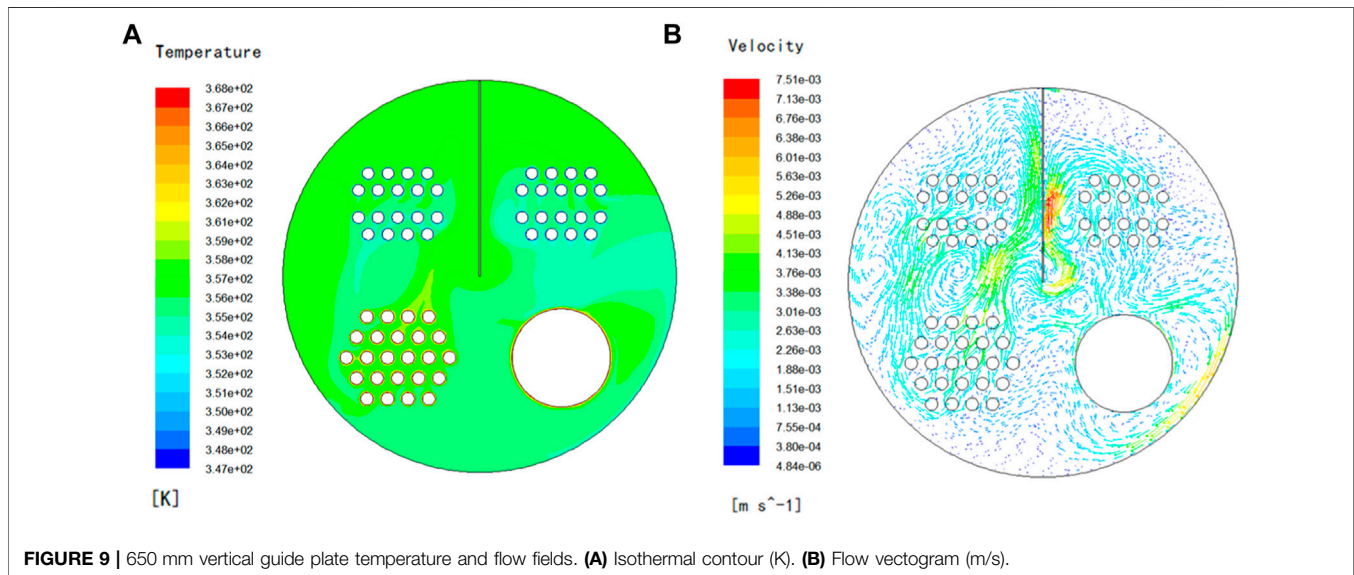 A
Temperature
3.68e+02
3.67e+02
3.66e+02
3.65e+02
3.63e+02
3.62e+02
3.61e+02
3.59e+02
3.58e+02
3.57e+02
3.56e+02
3.55e+02
3.54e+02
3.53e+02
3.52e+02
3.51e+02
3.50e+02
3.49e+02
3.48e+02
3.47e+02
[K]
B
Velocity
7.51e-03
7.13e-03
6.76e-03
6.38e-03
6.01e-03
5.63e-03
5.26e-03
4.88e-03
4.51e-03
4.13e-03
3.76e-03
3.38e-03
3.01e-03
2.63e-03
2.26e-03
1.88e-03
1.51e-03
1.13e-03
7.55e-04
3.80e-04
4.84e-06
[m s^-1]
FIGURE 9 | 650 mm vertical guide plate temperature and flow fields. (A) Isothermal contour (K). (B) Flow vectogram (m/s).